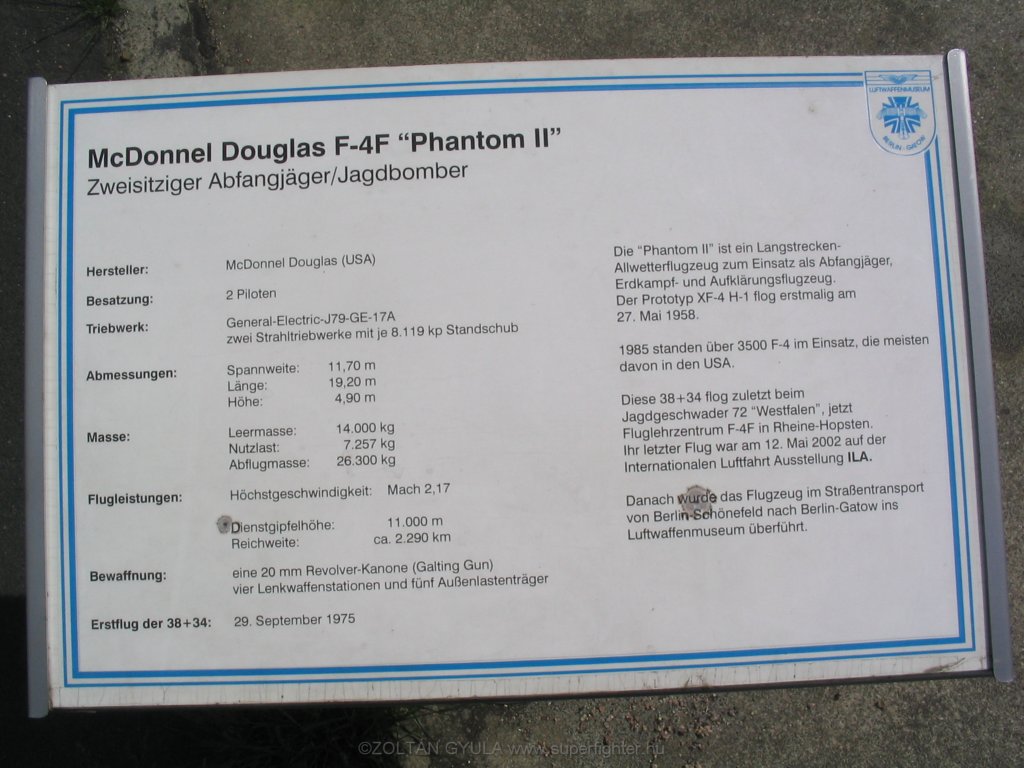 LUFTWAFFENMUSEUM
BERLIN - GATOW
McDonnel Douglas F-4F “Phantom II”
Zweisitziger Abfangjäger/Jagdbomber
Hersteller: McDonnel Douglas (USA)
Besatzung: 2 Piloten
Triebwerk: General-Electric-J79-GE-17A
zwei Strahltriebwerke mit je 8.119 kp Standschub
Abmessungen: Spannweite: 11,70 m
Länge: 19,20 m
Höhe: 4,90 m
Masse: Leermasse: 14.000 kg
Nutzlast: 7.257 kg
Abflugmasse: 26.300 kg
Flugleistungen: Höchstgeschwindigkeit: Mach 2,17
Dienstgipfelhöhe: 11.000 m
Reichweite: ca. 2.290 km
Bewaffnung: eine 20 mm Revolver-Kanone (Galting Gun)
vier Lenkwaffenstationen und fünf Außenlastenträger
Erstflug der 38+34: 29. September 1975
Die “Phantom II” ist ein Langstrecken-
Allwetterflugzeug zum Einsatz als Abfangjäger,
Erdkampf- und Aufklärungsflugzeug.
Der Prototyp XF-4 H-1 flog erstmalig am
27. Mai 1958.
1985 standen über 3500 F-4 im Einsatz, die meisten
davon in den USA.
Diese 38+34 flog zuletzt beim
Jagdgeschwader 72 “Westfalen”, jetzt
Fluglehrzentrum F-4F in Rheine-Hopsten.
Ihr letzter Flug war am 12. Mai 2002 auf der
Internationalen Luftfahrt Ausstellung ILA.
Danach wurde das Flugzeug im Straßentransport
von Berlin-Schönefeld nach Berlin-Gatow ins
Luftwaffenmuseum überführt.
©ZOLTÁN GYULA www.superfighter.hu